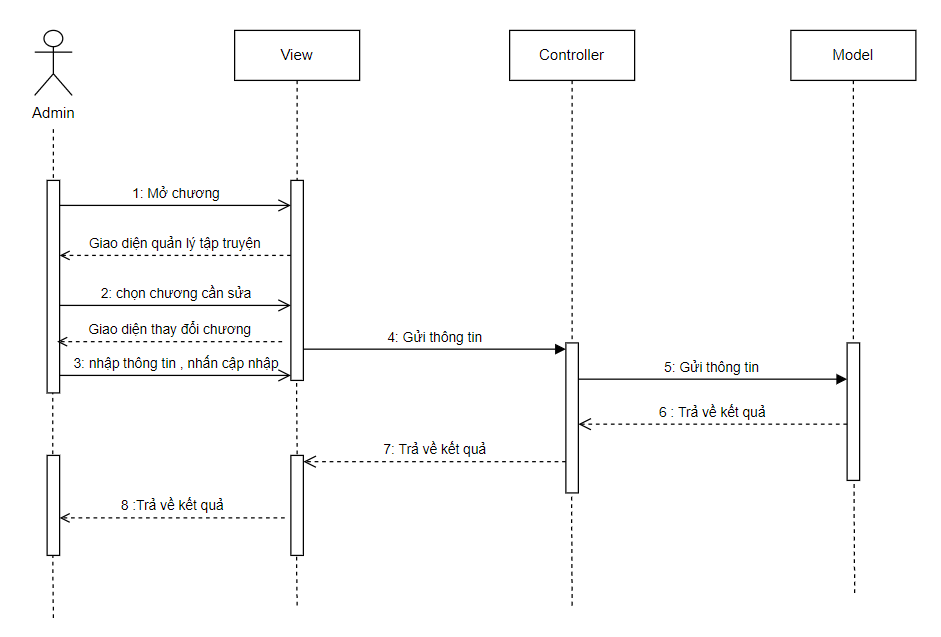 View
Controller
Model
Admin
1: Mở chương
Giao diện quản lý tập truyện
2: chọn chương cần sửa
Giao diện thay đổi chương
4: Gửi thông tin
3: nhập thông tin , nhấn cập nhập
5: Gửi thông tin
6 : Trả về kết quả
7: Trả về kết quả
8 :Trả về kết quả